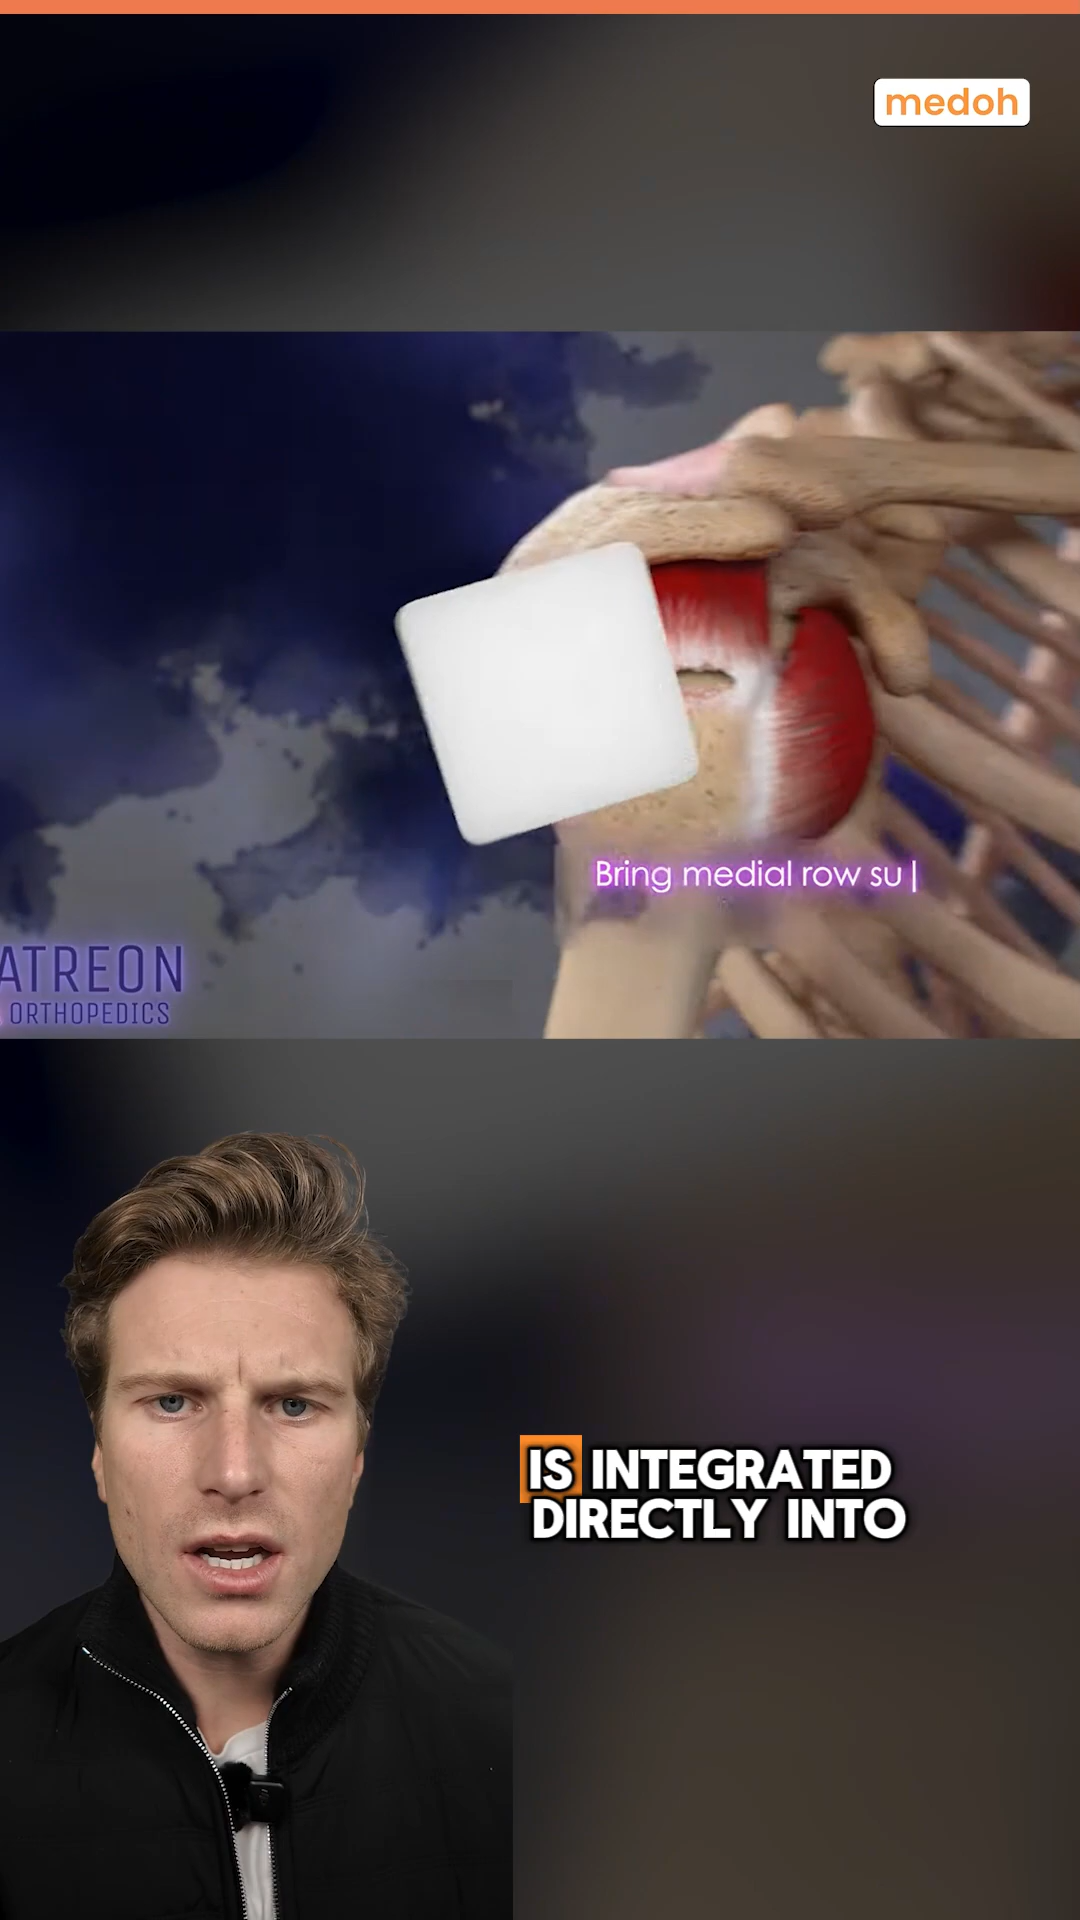 medoh
Bring medial row su|
ATREON
ORTHOPEDICS
IS INTEGRATED
DIRECTLY INTO